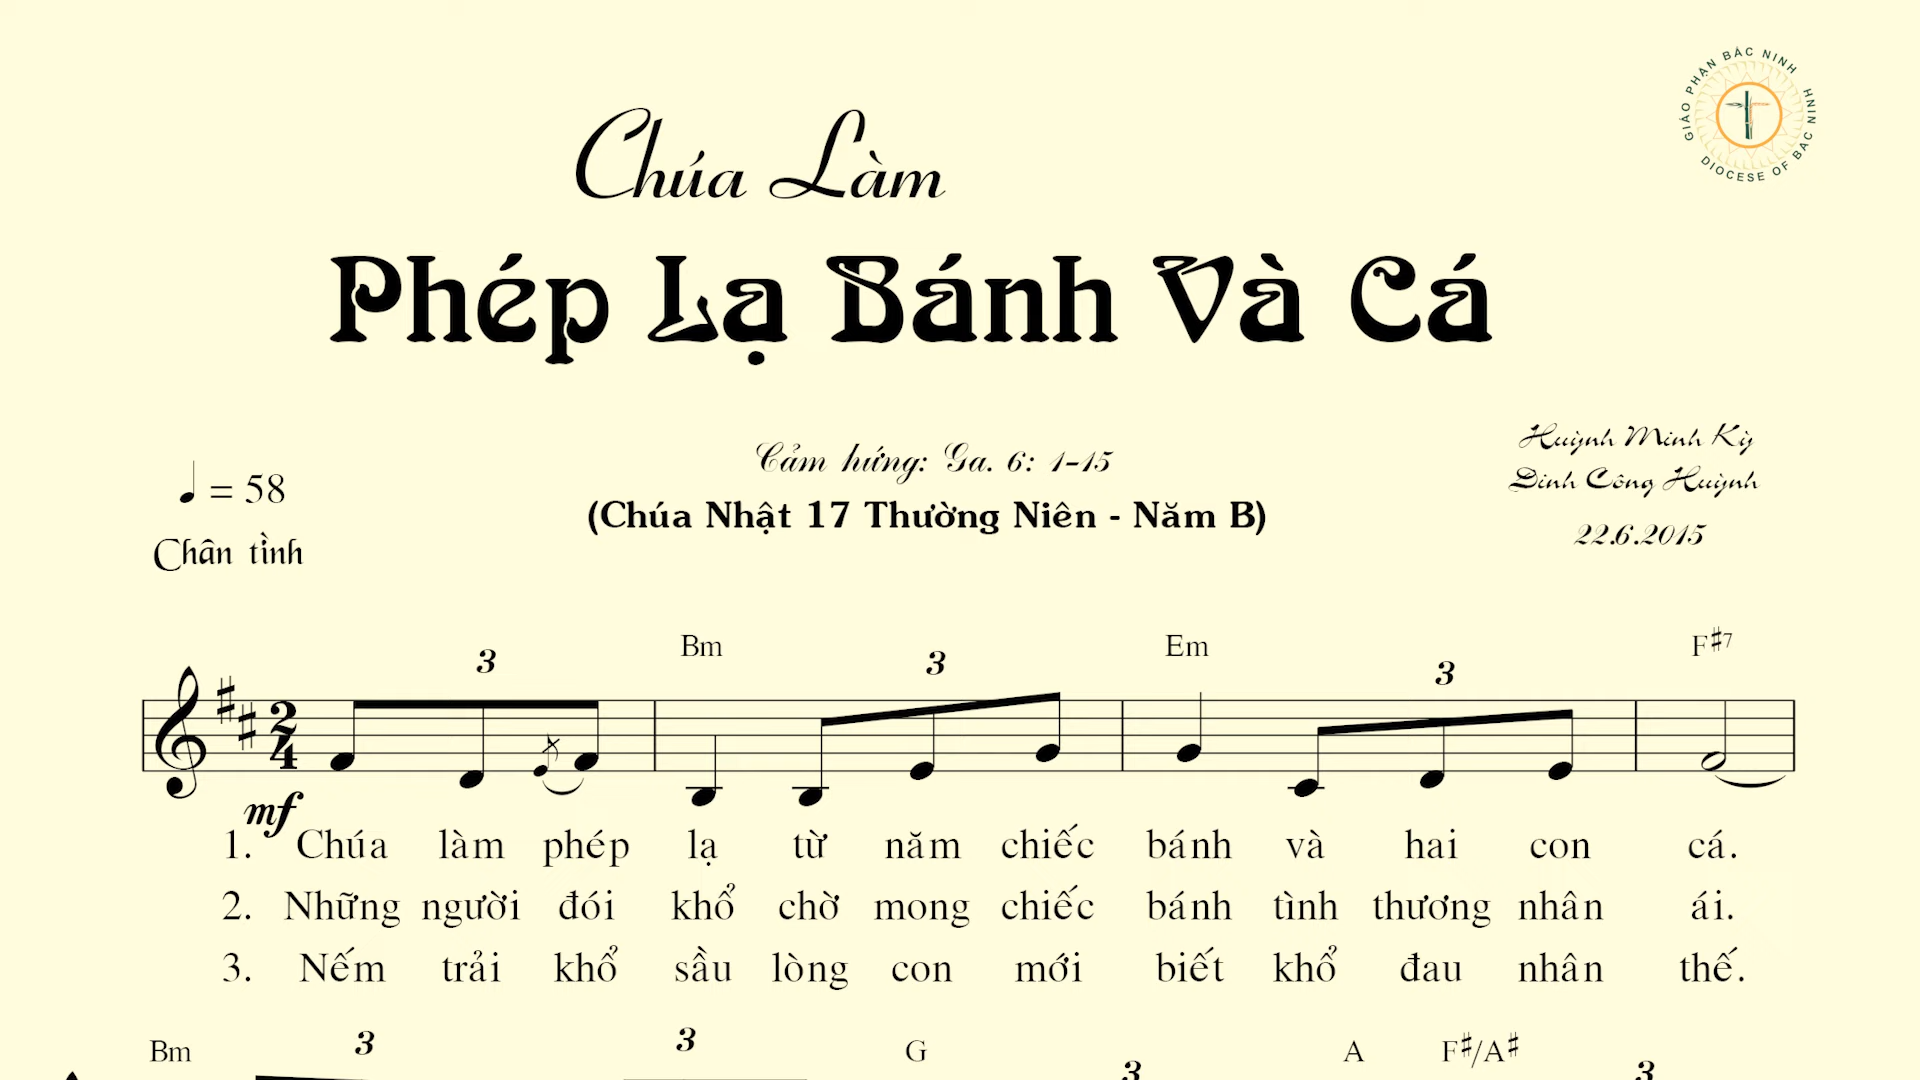 GIÁO PHẬN BẮC NINH
DIOCESE OF BAC NINH
Chúa Làm
Phép Lạ Bánh Và Cá
Cảm hứng: Ga. 6: 1-15
(Chúa Nhật 17 Thường Niên - Năm B)
Huỳnh Minh Kỳ
Đinh Công Huỳnh
22.6.2015
= 58
Chân tình
Bm Em F#7
3 3 3
2
4
mf
1. Chúa làm phép lạ từ năm chiếc bánh và hai con cá.
2. Những người đói khổ chờ mong chiếc bánh tình thương nhân ái.
3. Nếm trải khổ sầu lòng con mới biết khổ đau nhân thế.
Bm G A F#/A#
3 3 3 3